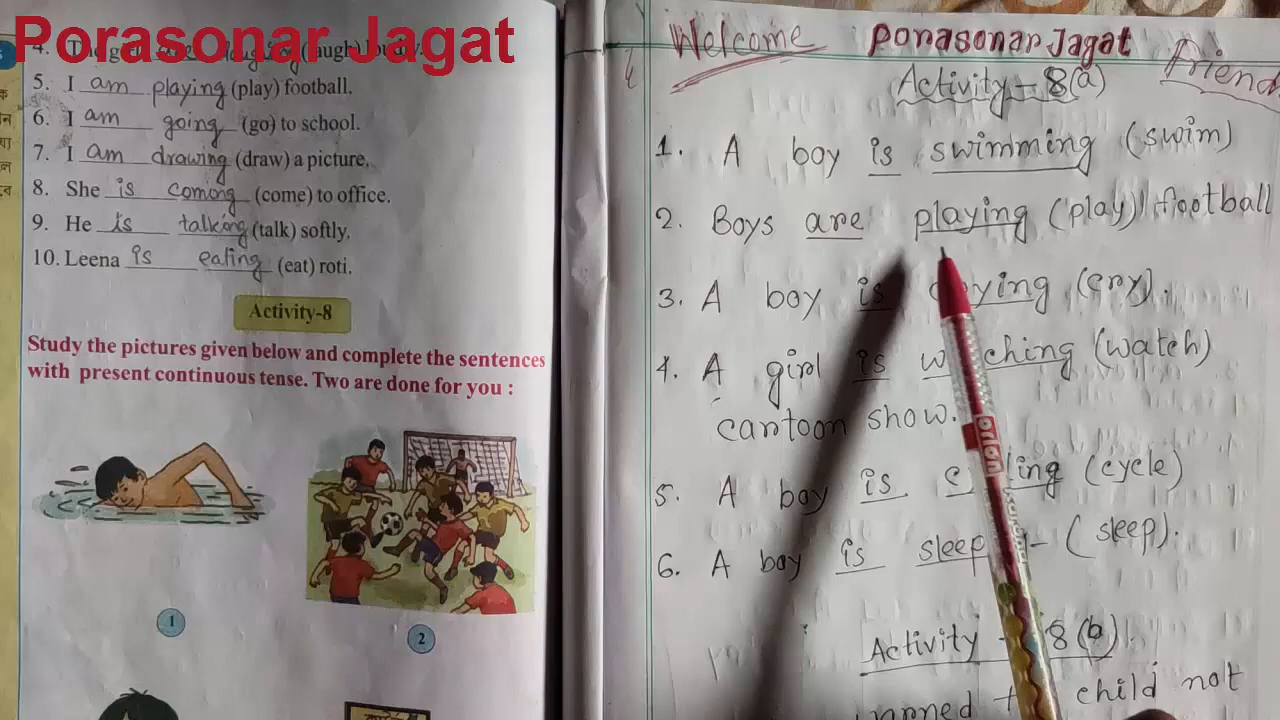 Porasonar Jagat
5. I am playing (play) football.
6. I am going (go) to school.
7. I am drawing (draw) a picture.
8. She is coming (come) to office.
9. He is talking (talk) softly.
10. Leena is eating (eat) roti.
Activity-8
Study the pictures given below and complete the sentences
with present continuous tense. Two are done for you :
1
2
Welcome Porasonar Jagat Friend
Activity - 8(a)
1. A boy is swimming (swim)
2. Boys are playing (play) football
3. A boy is (cry).
4. A girl is (watch)
cartoon show.
5. A boy is (cycle)
6. A boy is sleep (sleep).
Activity - 8(b)
child not